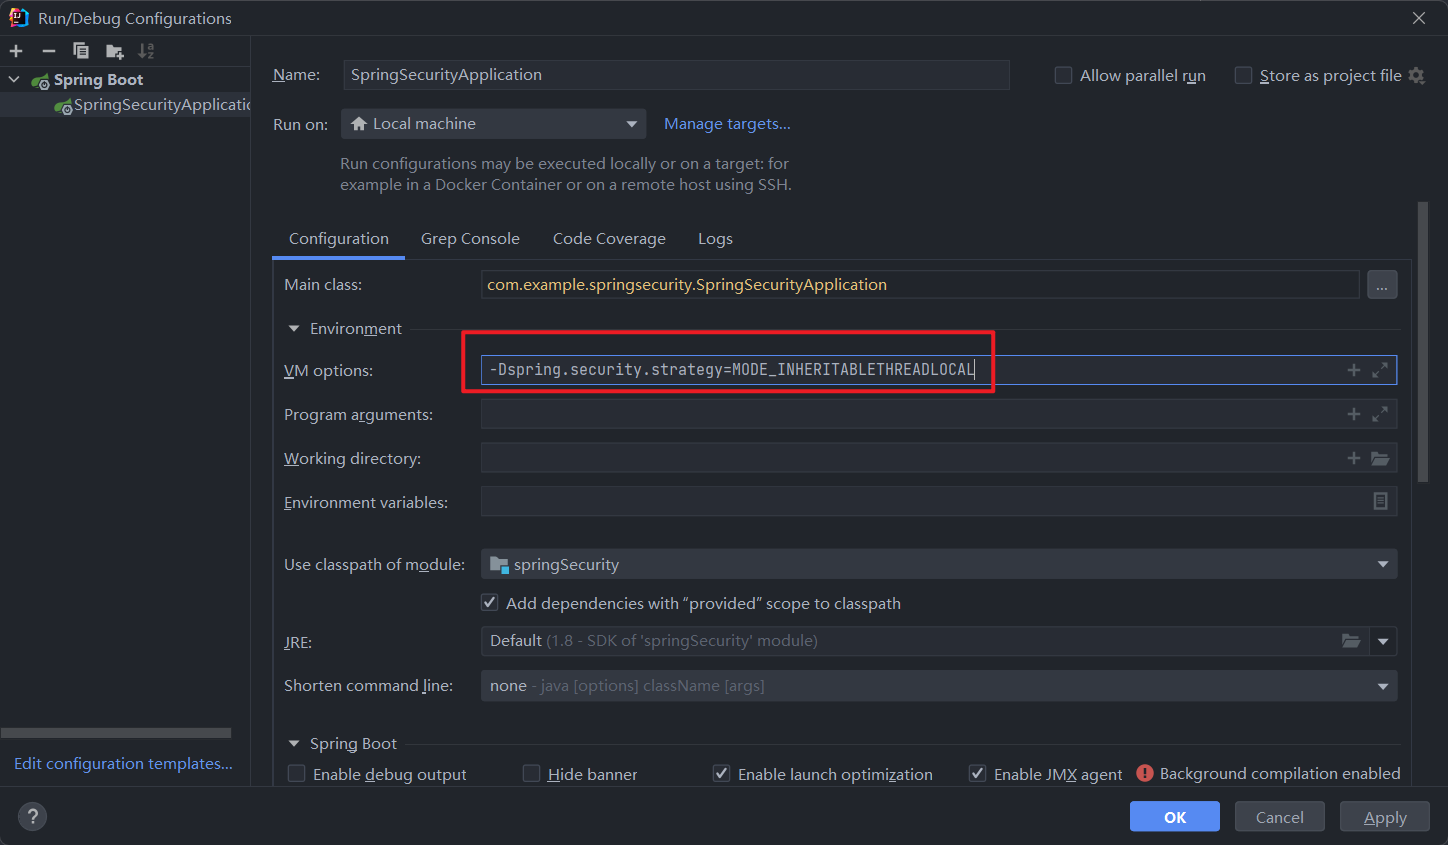 Run/Debug Configurations
Spring Boot
SpringSecurityApplicatic
Name: SpringSecurityApplication
Allow parallel run
Store as project file
Run on: Local machine
Manage targets...
Run configurations may be executed locally or on a target: for
example in a Docker Container or on a remote host using SSH.
Configuration Grep Console Code Coverage Logs
Main class: com.example.springsecurity.SpringSecurityApplication
...
Environment
VM options: -Dspring.security.strategy=MODE_INHERITABLETHREADLOCAL
Program arguments:
Working directory:
Environment variables:
Use classpath of module: springSecurity
Add dependencies with “provided” scope to classpath
JRE: Default (1.8 - SDK of 'springSecurity' module)
Shorten command line: none - java [options] className [args]
Spring Boot
Enable debug output Hide banner Enable launch optimization Enable JMX agent Background compilation enabled
Edit configuration templates...
? OK Cancel Apply